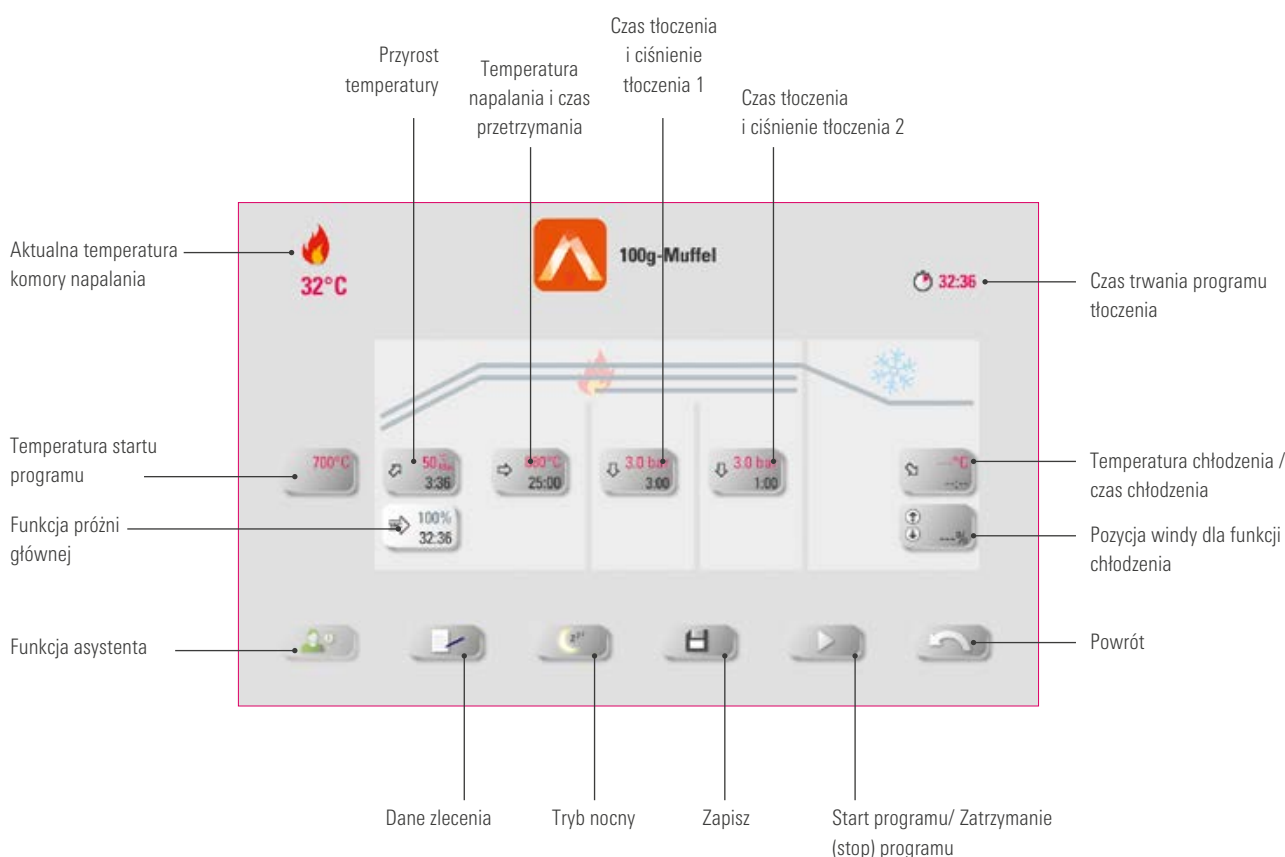 Czas tłoczenia
i ciśnienie
tłoczenia 1
Przyrost
temperatury
Temperatura
napalania i czas
przetrzymania
Czas tłoczenia
i ciśnienie tłoczenia 2
Aktualna temperatura
komory napalania
32°C
100g-Muffel
32:36
Czas trwania programu
tłoczenia
Temperatura startu
programu
700°C
50
3:36
880°C
25:00
3.0 bar
3:00
3.0 bar
1:00
---°C
--:--
Temperatura chłodzenia /
czas chłodzenia
Funkcja próżni
głównej
100%
32:36
---%
Pozycja windy dla funkcji
chłodzenia
Funkcja asystenta
Powrót
Dane zlecenia
Tryb nocny
Zapisz
Start programu/ Zatrzymanie
(stop) programu